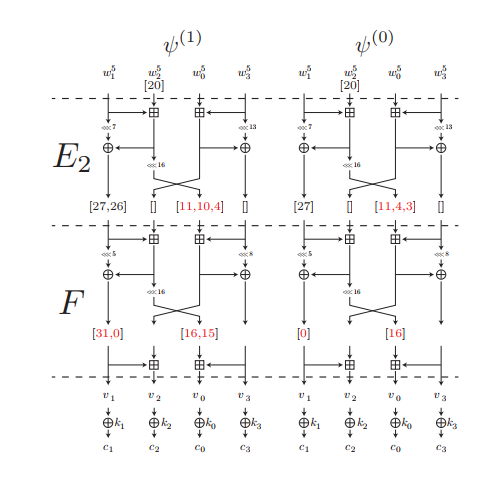 ψ(1) ψ(0)
w₁⁵ w₂⁵ w₀⁵ w₃⁵ w₁⁵ w₂⁵ w₀⁵ w₃⁵
[20] [20]
⋘7 ⋘13 ⋘7 ⋘13
E₂
⋘16 ⋘16
[27,26] [] [11,10,4] [] [27] [] [11,4,3] []
⋘5 ⋘8 ⋘5 ⋘8
⋘16 ⋘16
F
[31,0] [16,15] [0] [16]
v₁ v₂ v₀ v₃ v₁ v₂ v₀ v₃
k₁ k₂ k₀ k₃ k₁ k₂ k₀ k₃
c₁ c₂ c₀ c₃ c₁ c₂ c₀ c₃